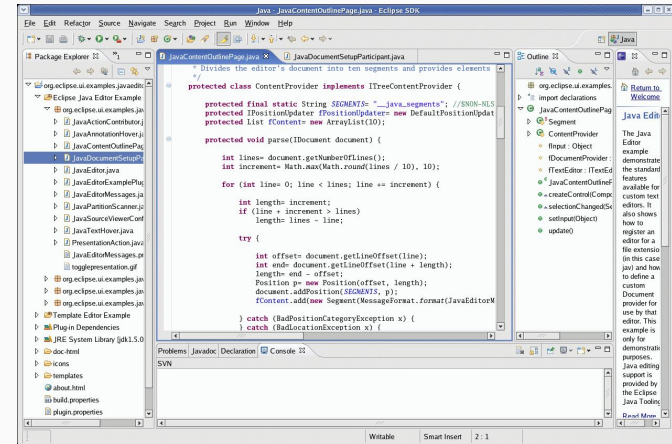 Java - JavaContentOutlinePage.java - Eclipse SDK
File Edit Refactor Source Navigate Search Project Run Window Help
Java
Package Explorer
org.eclipse.ui.examples.javaedito
Eclipse Java Editor Example
org.eclipse.ui.examples.jav
JavaActionContributor.j
JavaAnnotationHover.ja
JavaContentOutlinePag
JavaDocumentSetupPa
JavaEditor.java
JavaEditorExamplePlug
JavaEditorMessages.ja
JavaPartitionScanner.ja
JavaSourceViewerConf
JavaTextHover.java
PresentationAction.java
JavaEditorMessages.pr
togglepresentation.gif
org.eclipse.ui.examples.jav
org.eclipse.ui.examples.jav
org.eclipse.ui.examples.jav
Template Editor Example
Plug-in Dependencies
JRE System Library [jdk1.5.0
doc-html
icons
templates
about.html
build.properties
plugin.properties
JavaContentOutlinePage.java
JavaDocumentSetupParticipant.java
* Divides the editor's document into ten segments and provides elements
*/
protected class ContentProvider implements ITreeContentProvider {
protected final static String SEGMENTS= "__java_segments"; //$NON-NLS
protected IPositionUpdater fPositionUpdater= new DefaultPositionUpdat
protected List fContent= new ArrayList(10);
protected void parse(IDocument document) {
int lines= document.getNumberOfLines();
int increment= Math.max(Math.round(lines / 10), 10);
for (int line= 0; line < lines; line += increment) {
int length= increment;
if (line + increment > lines)
length= lines - line;
try {
int offset= document.getLineOffset(line);
int end= document.getLineOffset(line + length);
length= end - offset;
Position p= new Position(offset, length);
document.addPosition(SEGMENTS, p);
fContent.add(new Segment(MessageFormat.format(JavaEditorM
} catch (BadPositionCategoryException x) {
} catch (BadLocationException x) {
Problems Javadoc Declaration Console
SVN
Outline
org.eclipse.ui.examples.
import declarations
JavaContentOutlinePage
Segment
ContentProvider
fInput : Object
fDocumentProvider :
fTextEditor : ITextEd
JavaContentOutlineP
createControl(Compo
selectionChanged(Se
setInput(Object)
update()
Return to
Welcome
Java Edit
The Java
Editor
example
demonstrate
the standard
features
available for
custom text
editors. It
also shows
how to
register an
editor for a
file extensio
(in this case
jav) and how
to define a
custom
Document
provider for
use by that
editor. This
example is
only for
demonstratio
purposes.
Java editing
support is
provided by
the Eclipse
Java Tooling
Read More
Writable Smart Insert 2 : 1